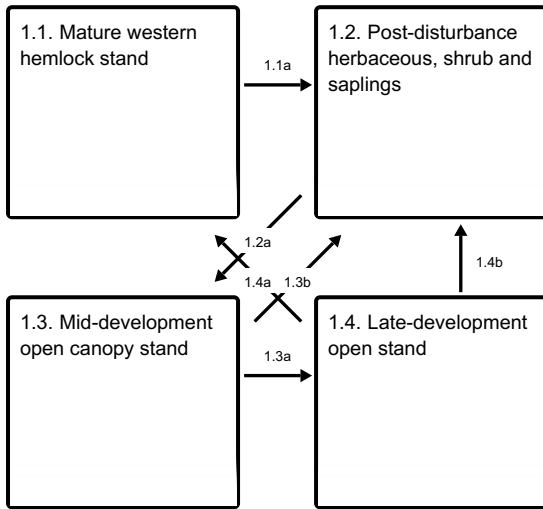 1.1. Mature western
hemlock stand
1.1a
1.2. Post-disturbance
herbaceous, shrub and
saplings
1.2a
1.4a
1.3b
1.4b
1.3. Mid-development
open canopy stand
1.3a
1.4. Late-development
open stand